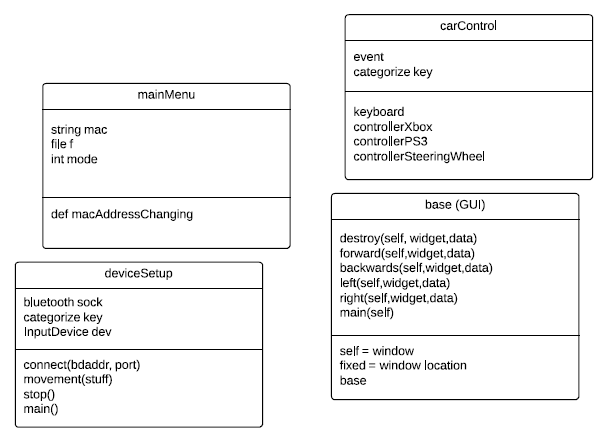 mainMenu
string mac
file f
int mode
def macAddressChanging
deviceSetup
bluetooth sock
categorize key
InputDevice dev
connect(bdaddr, port)
movement(stuff)
stop()
main()
carControl
event
categorize key
keyboard
controllerXbox
controllerPS3
controllerSteeringWheel
base (GUI)
destroy(self, widget,data)
forward(self,widget,data)
backwards(self,widget,data)
left(self,widget,data)
right(self,widget,data)
main(self)
self = window
fixed = window location
base